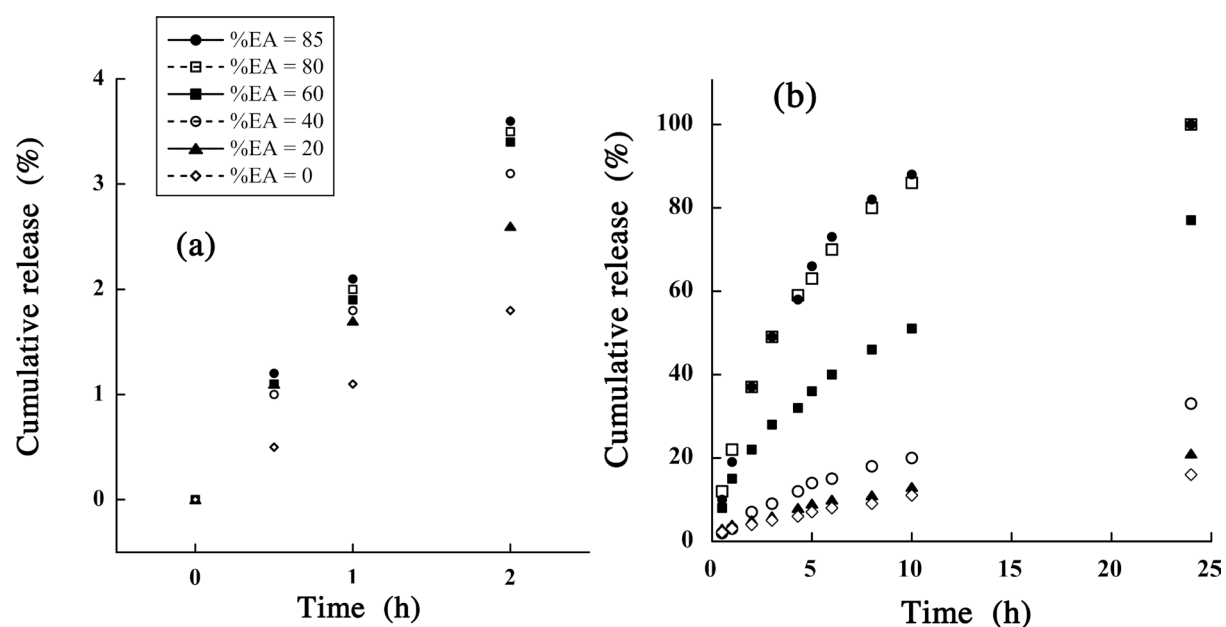 %EA = 85
%EA = 80
%EA = 60
%EA = 40
%EA = 20
%EA = 0
(a)
Cumulative release (%)
4
3
2
1
0
0 1 2
Time (h)
(b)
Cumulative release (%)
100
80
60
40
20
0
0 5 10 15 20 25
Time (h)